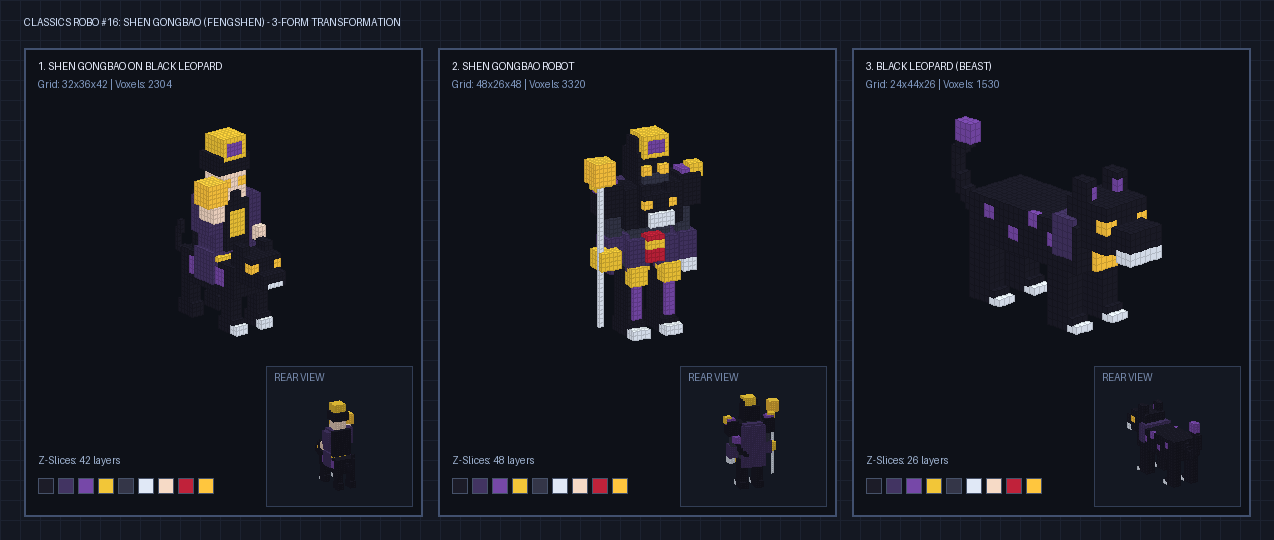 CLASSICS ROBO #16: SHEN GONGBAO (FENGSHEN) - 3-FORM TRANSFORMATION
1. SHEN GONGBAO ON BLACK LEOPARD
Grid: 32x36x42 | Voxels: 2304
REAR VIEW
Z-Slices: 42 layers
2. SHEN GONGBAO ROBOT
Grid: 48x26x48 | Voxels: 3320
REAR VIEW
Z-Slices: 48 layers
3. BLACK LEOPARD (BEAST)
Grid: 24x44x26 | Voxels: 1530
REAR VIEW
Z-Slices: 26 layers